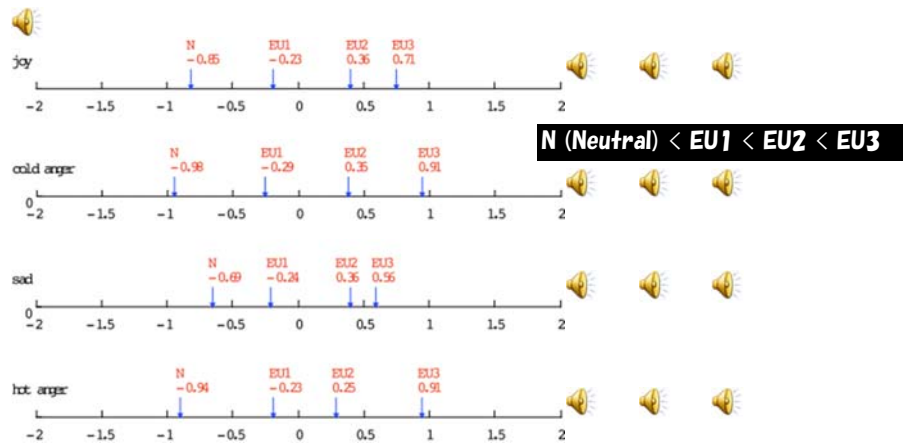 N EU1 EU2 EU3
-0.85 -0.23 0.36 0.71
joy
-2 -1.5 -1 -0.5 0 0.5 1 1.5 2
N (Neutral) < EU1 < EU2 < EU3
N EU1 EU2 EU3
-0.98 -0.29 0.35 0.91
cold anger
0
-2 -1.5 -1 -0.5 0 0.5 1 1.5 2
N EU1 EU2 EU3
-0.69 -0.24 0.36 0.56
sad
0
-2 -1.5 -1 -0.5 0 0.5 1 1.5 2
N EU1 EU2 EU3
-0.94 -0.23 0.25 0.91
hot anger
-2 -1.5 -1 -0.5 0 0.5 1 1.5 2